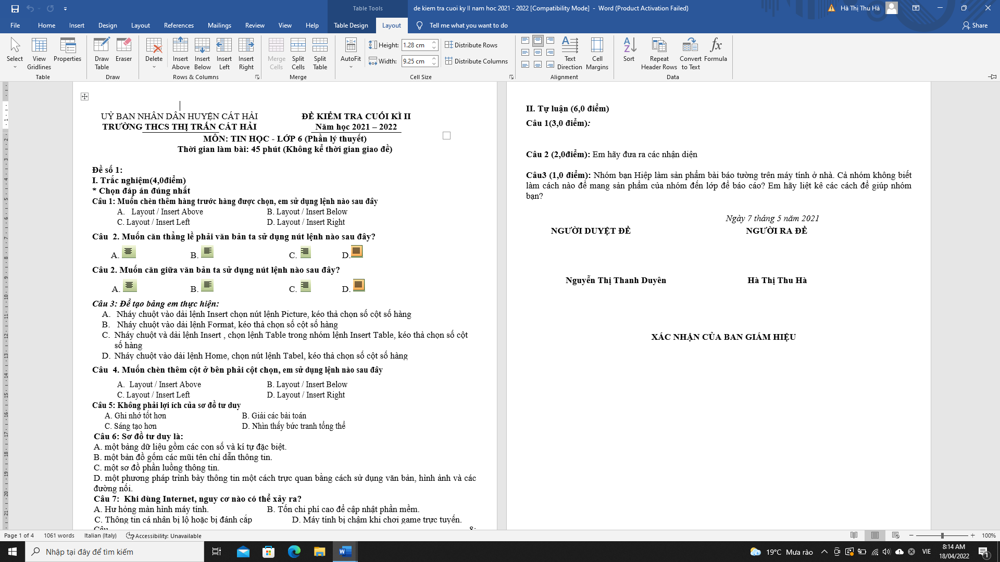 Table Tools
de kiem tra cuoi ky II nam hoc 2021 - 2022 [Compatibility Mode] - Word (Product Activation Failed)
Hà Thị Thu Hà
File Home Insert Design Layout References Mailings Review View Help Table Design Layout Tell me what you want to do Share
Select
View Gridlines
Properties
Table
Draw Table
Eraser
Draw
Delete
Insert Above
Insert Below
Insert Left
Insert Right
Rows & Columns
Merge Cells
Split Cells
Split Table
Merge
AutoFit
Height: 1.28 cm
Width: 9.25 cm
Distribute Rows
Distribute Columns
Cell Size
Text Direction
Cell Margins
Alignment
Sort
Repeat Header Rows
Convert to Text
Formula
Data
UỶ BAN NHÂN DÂN HUYỆN CÁT HẢI
TRƯỜNG THCS THỊ TRẤN CÁT HẢI
ĐỀ KIỂM TRA CUỐI KÌ II
Năm học 2021 – 2022
MÔN: TIN HỌC - LỚP 6 (Phần lý thuyết)
Thời gian làm bài: 45 phút (Không kể thời gian giao đề)
Đề số 1:
I. Trắc nghiệm(4,0điểm)
* Chọn đáp án đúng nhất
Câu 1: Muốn chèn thêm hàng trước hàng được chọn, em sử dụng lệnh nào sau đây
A. Layout / Insert Above B. Layout / Insert Below
C. Layout / Insert Left D. Layout / Insert Right
Câu 2. Muốn căn thẳng lề phải văn bản ta sử dụng nút lệnh nào sau đây?
A. B. C. D.
Câu 2. Muốn căn giữa văn bản ta sử dụng nút lệnh nào sau đây?
A. B. C. D.
Câu 3: Để tạo bảng em thực hiện:
A. Nháy chuột vào dải lệnh Insert chọn nút lệnh Picture, kéo thả chọn số cột số hàng
B. Nháy chuột vào dải lệnh Format, kéo thả chọn số cột số hàng
C. Nháy chuột và dải lệnh Insert , chọn lệnh Table trong nhóm lệnh Insert Table, kéo thả chọn số cột
số hàng
D. Nháy chuột vào dải lệnh Home, chọn nút lệnh Tabel, kéo thả chọn số cột số hàng
Câu 4. Muốn chèn thêm cột ở bên phải cột chọn, em sử dụng lệnh nào sau đây
A. Layout / Insert Above B. Layout / Insert Below
C. Layout / Insert Left D. Layout / Insert Right
Câu 5: Không phải lợi ích của sơ đồ tư duy
A. Ghi nhớ tốt hơn B. Giải các bài toán
C. Sáng tạo hơn D. Nhìn thấy bức tranh tổng thể
Câu 6: Sơ đồ tư duy là:
A. một bảng dữ liệu gồm các con số và kí tự đặc biệt.
B. một bản đồ gốm các mũi tên chỉ dẫn thông tin.
C. một sơ đồ phần luồng thông tin.
D. một phương pháp trình bày thông tin một cách trực quan bằng cách sử dụng văn bản, hình ảnh và các
đường nối.
Câu 7: Khi dùng Internet, nguy cơ nào có thể xảy ra?
A. Hư hỏng màn hình máy tính. B. Tốn chi phí cao để cập nhật phần mềm.
C. Thông tin cá nhân bị lộ hoặc bị đánh cắp D. Máy tính bị chậm khi chơi game trực tuyến.
Câu 8:
II. Tự luận (6,0 điểm)
Câu 1(3,0 điểm):
Câu 2 (2,0điểm): Em hãy đưa ra các nhận diện
Câu3 (1,0 điểm): Nhóm bạn Hiệp làm sản phẩm bài báo tường trên máy tính ở nhà. Cả nhóm không biết
làm cách nào để mang sản phẩm của nhóm đến lớp để báo cáo? Em hãy liệt kê các cách để giúp nhóm
bạn?
Ngày 7 tháng 5 năm 2021
NGƯỜI DUYỆT ĐỀ NGƯỜI RA ĐỀ
Nguyễn Thị Thanh Duyên Hà Thị Thu Hà
XÁC NHẬN CỦA BAN GIÁM HIỆU
Page 1 of 4 1061 words Italian (Italy) Accessibility: Unavailable 100%
Nhập tại đây để tìm kiếm
19°C Mưa rào
VIE
8:14 AM
18/04/2022
1